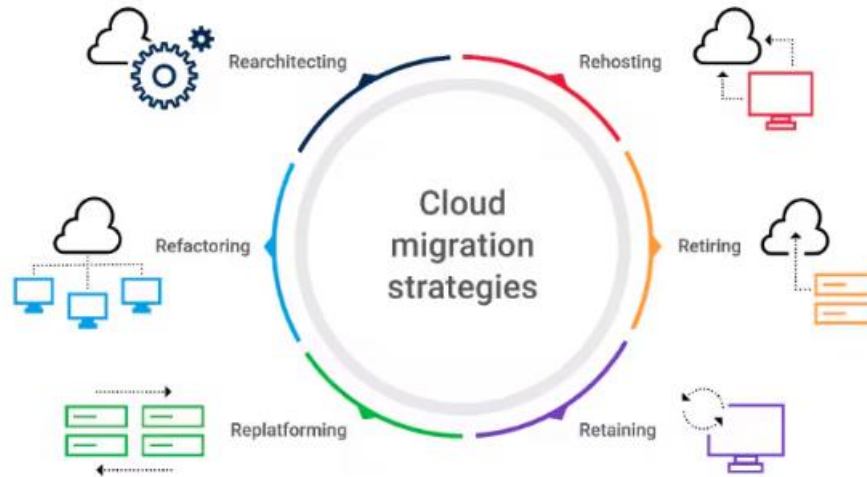 Rearchitecting
Rehosting
Refactoring
Cloud
migration
strategies
Retiring
Replatforming
Retaining